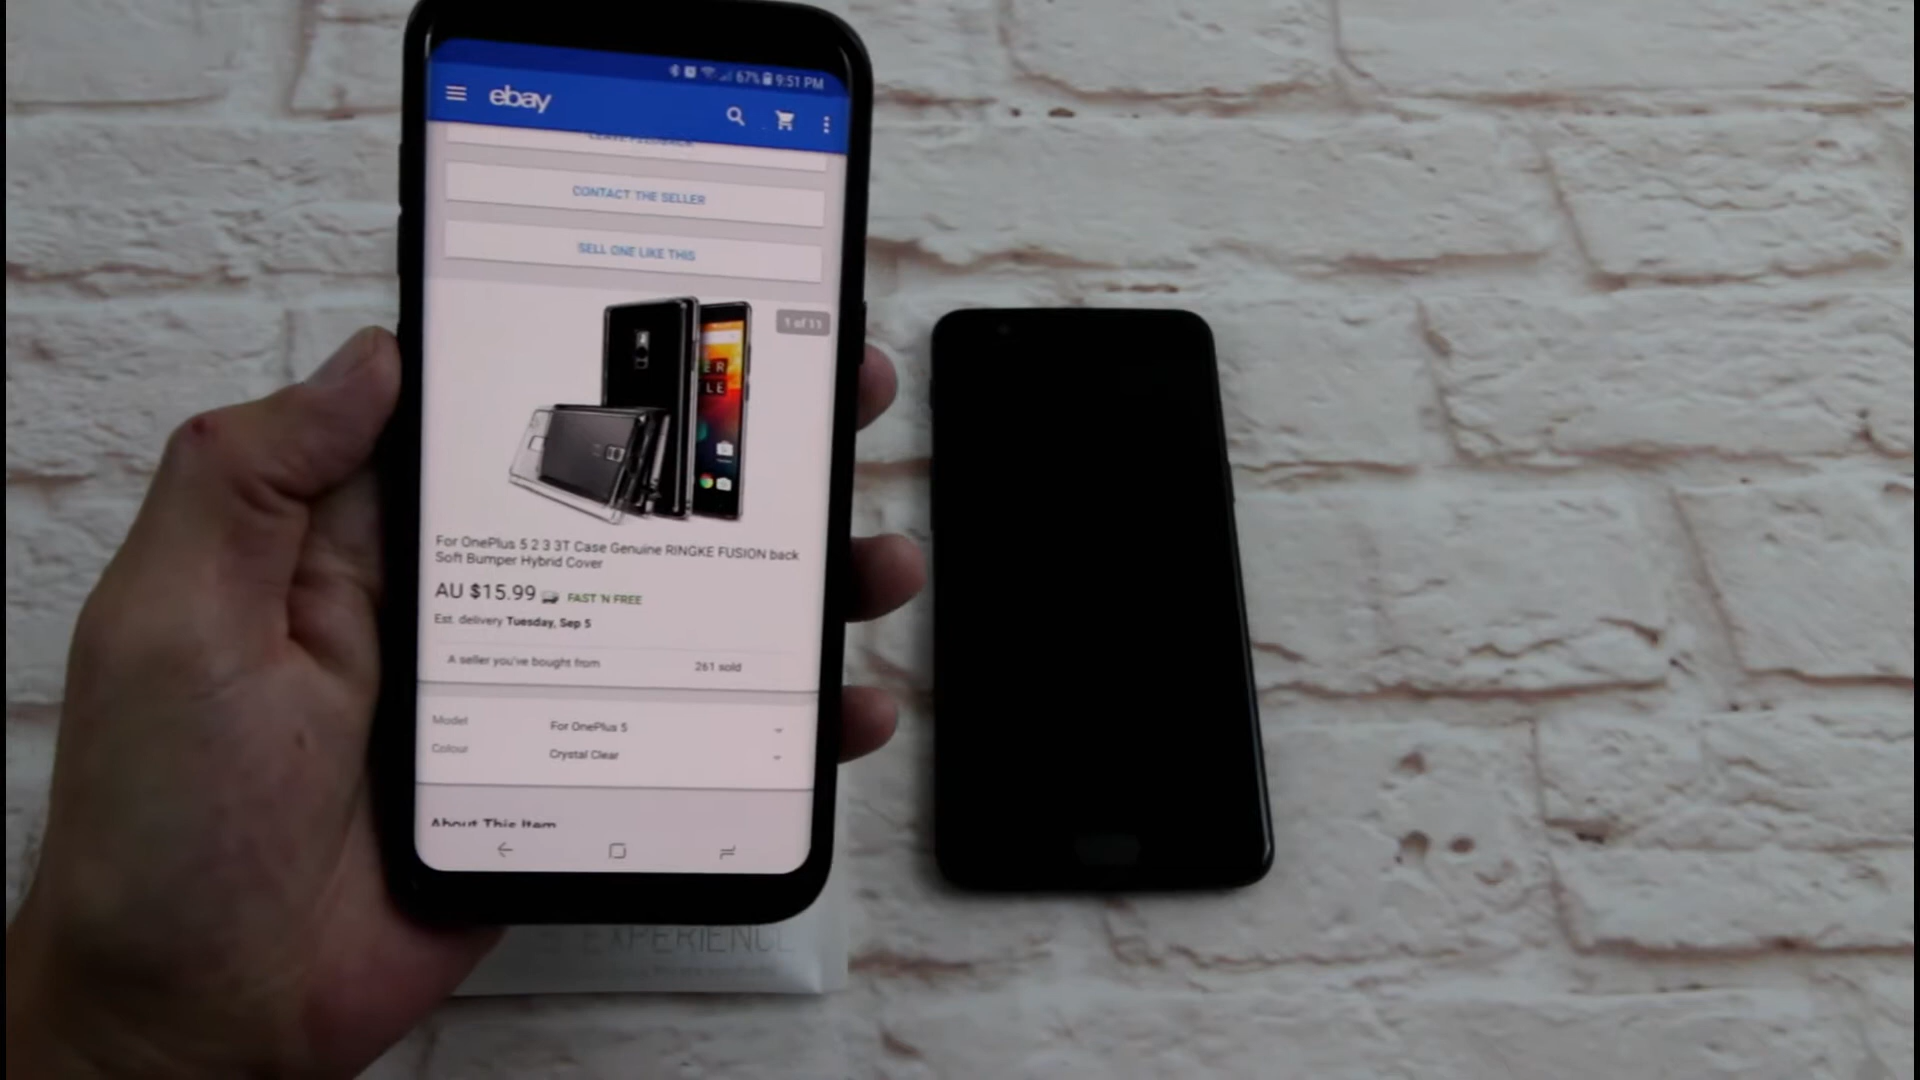 67% 9:51 PM
ebay
LEAVE FEEDBACK
CONTACT THE SELLER
SELL ONE LIKE THIS
1 of 11
For OnePlus 5 2 3 3T Case Genuine RINGKE FUSION back
Soft Bumper Hybrid Cover
AU $15.99 FAST 'N FREE
Est. delivery Tuesday, Sep 5
A seller you've bought from 261 sold
Model For OnePlus 5
Colour Crystal Clear
About This Item
EXPERIENCE